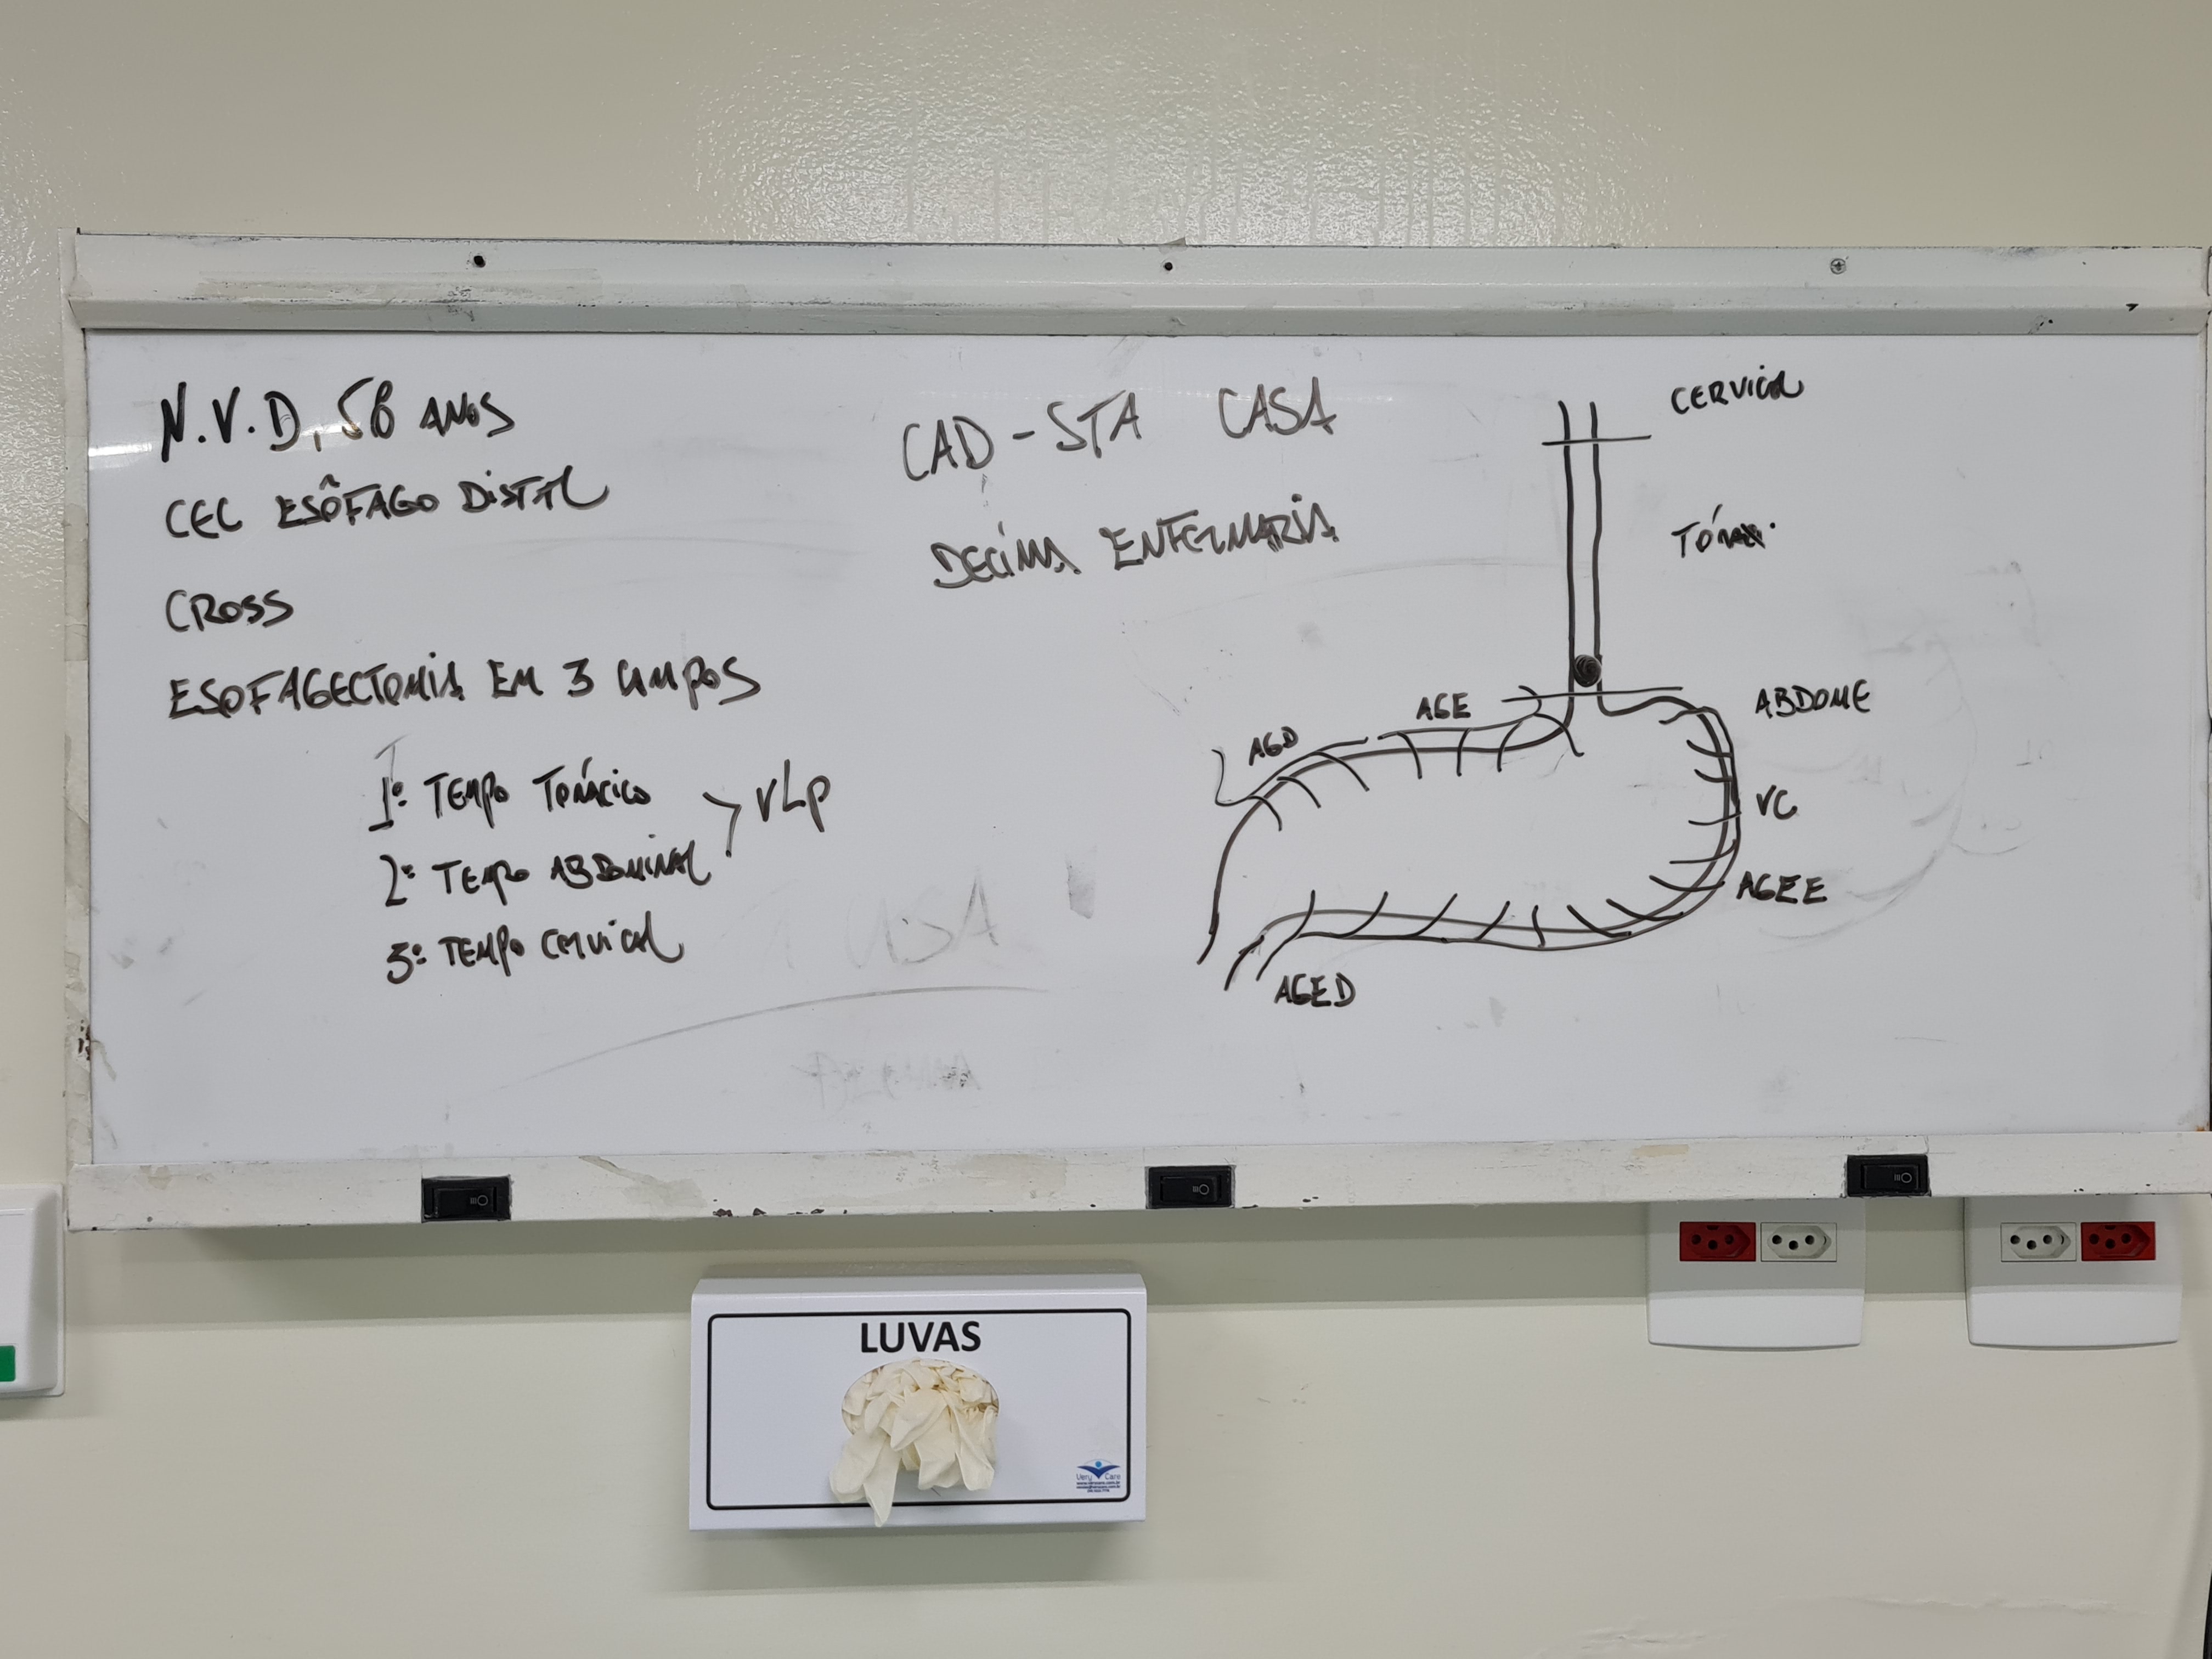 N.V.D, 58 ANOS
CEC ESÔFAGO DISTAL
CROSS
ESOFAGECTOMIA EM 3 CAMPOS
1º TEMPO TORÁCICO
2º TEMPO ABDOMINAL
VLP
3º TEMPO CERVICAL
CAD - STA CASA
DECIMA ENFERMARIA
CERVICAL
TÓRAX
ABDOME
AGE
AGD
VC
AGEE
AGED
LUVAS
Very Care